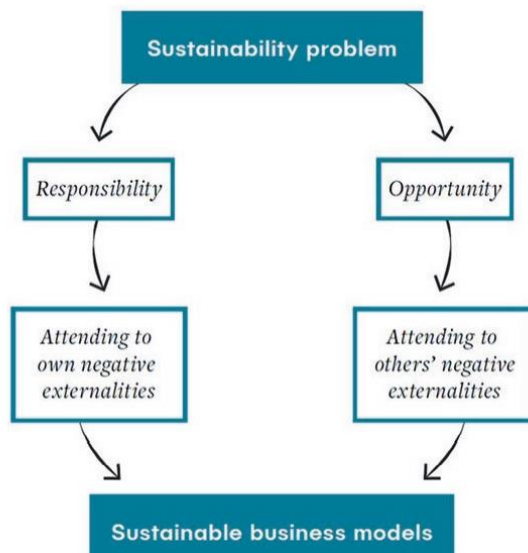 Sustainability problem
Responsibility
Opportunity
Attending to
own negative
externalities
Attending to
others’ negative
externalities
Sustainable business models